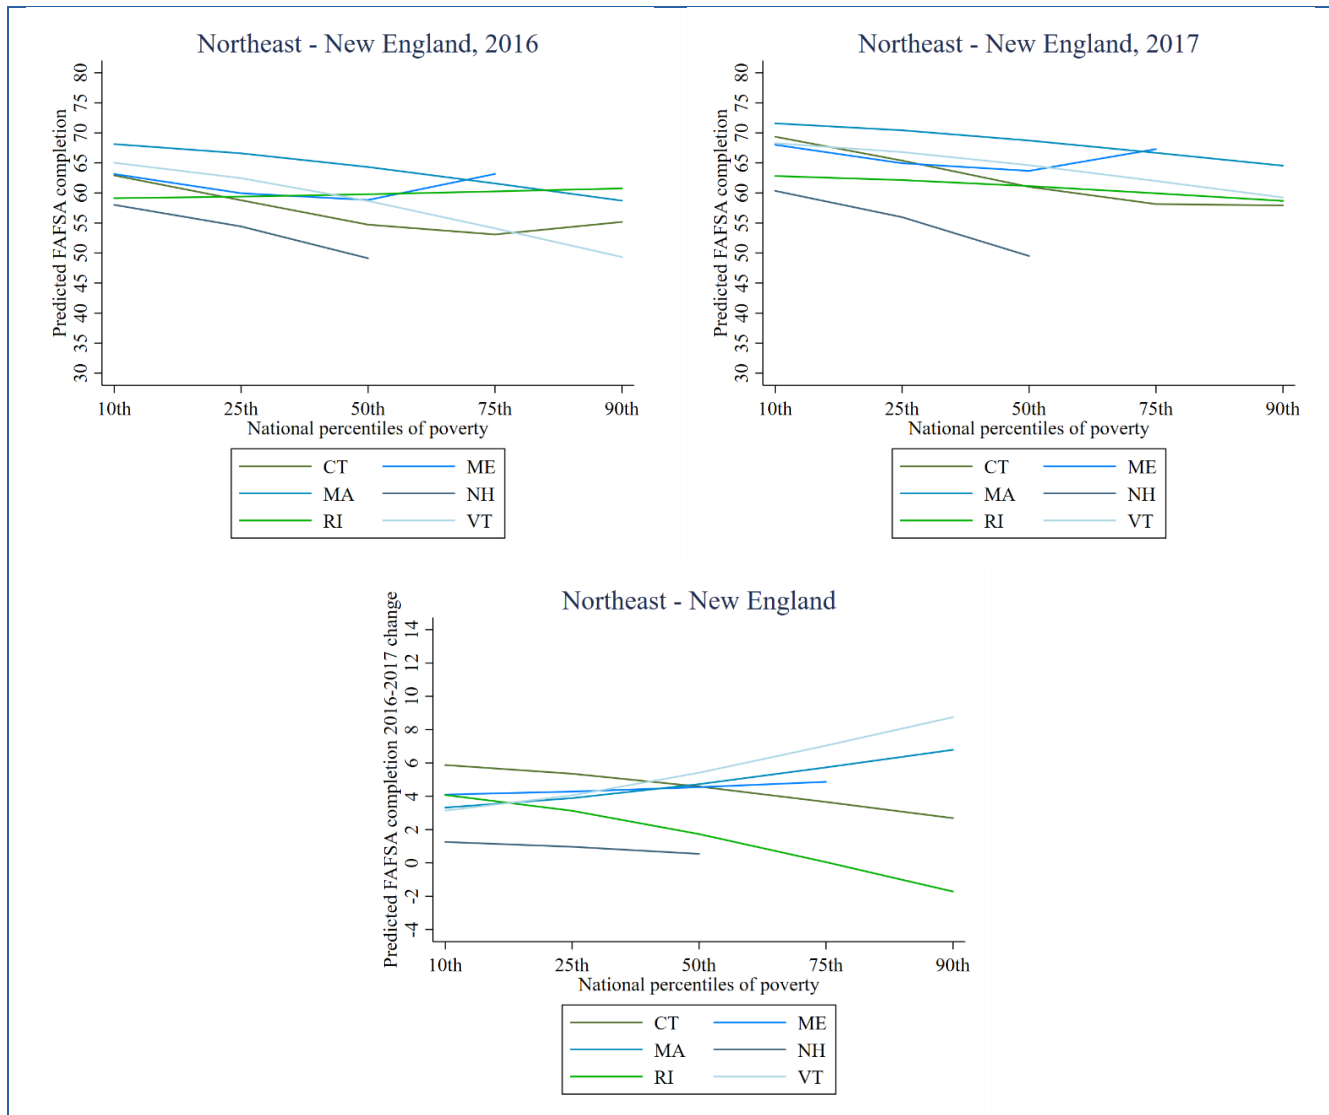 Northeast - New England, 2016
Predicted FAFSA completion
80
75
70
65
60
55
50
45
40
35
30
10th 25th 50th 75th 90th
National percentiles of poverty
CT ME
MA NH
RI VT
Northeast - New England, 2017
Predicted FAFSA completion
80
75
70
65
60
55
50
45
40
35
30
10th 25th 50th 75th 90th
National percentiles of poverty
CT ME
MA NH
RI VT
Northeast - New England
Predicted FAFSA completion 2016-2017 change
14
12
10
8
6
4
2
0
-2
-4
10th 25th 50th 75th 90th
National percentiles of poverty
CT ME
MA NH
RI VT